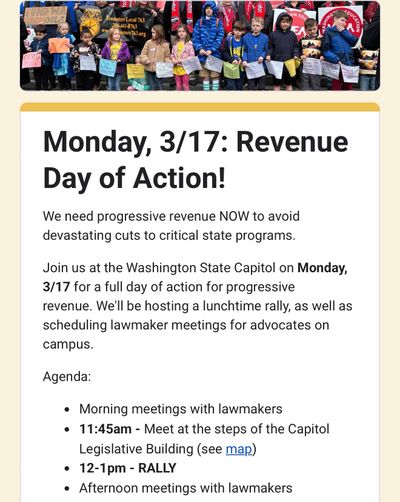 Teamsters Local 763
Monday, 3/17: Revenue
Day of Action!
We need progressive revenue NOW to avoid
devastating cuts to critical state programs.
Join us at the Washington State Capitol on Monday,
3/17 for a full day of action for progressive
revenue. We'll be hosting a lunchtime rally, as well as
scheduling lawmaker meetings for advocates on
campus.
Agenda:
• Morning meetings with lawmakers
• 11:45am - Meet at the steps of the Capitol
Legislative Building (see map)
• 12-1pm - RALLY
• Afternoon meetings with lawmakers